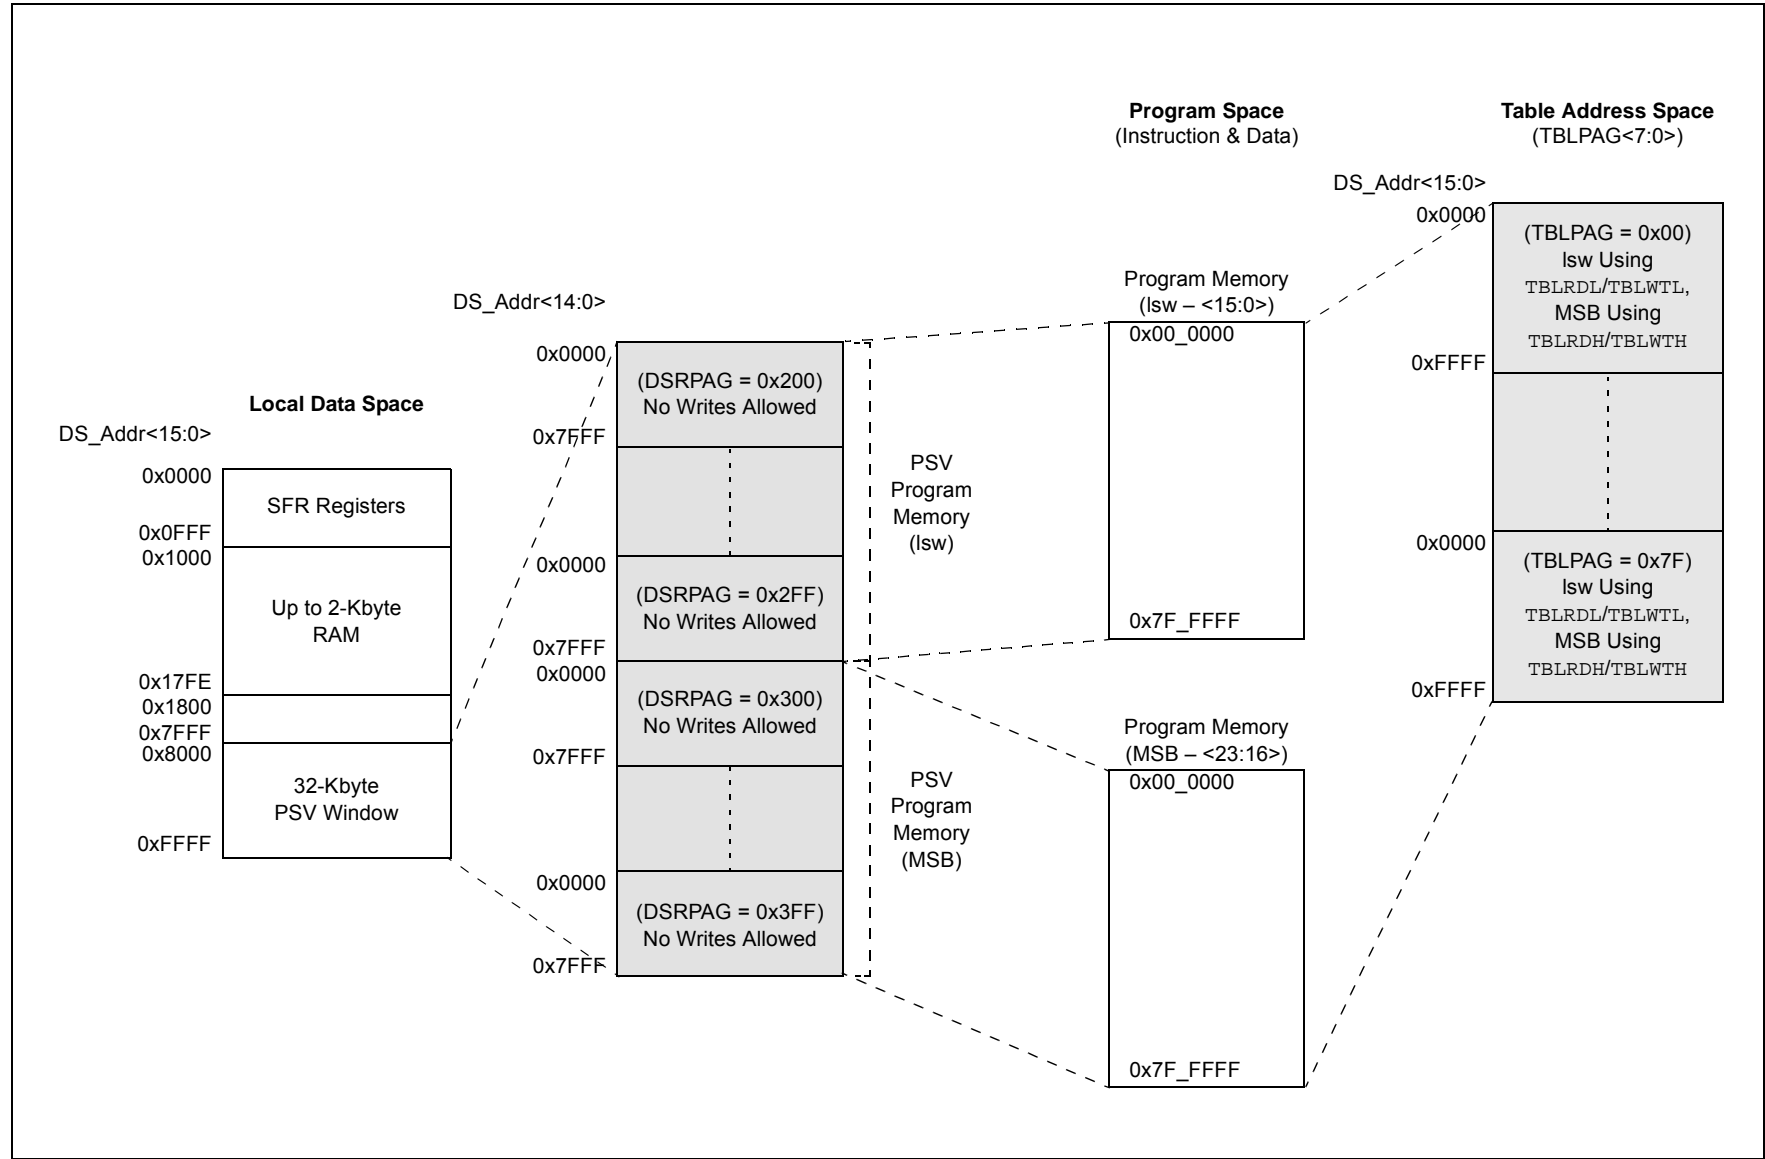 Local Data Space
DS_Addr<15:0>
0x0000
SFR Registers
0x0FFF
0x1000
Up to 2-Kbyte
RAM
0x17FE
0x1800
0x7FFF
0x8000
32-Kbyte
PSV Window
0xFFFF
DS_Addr<14:0>
0x0000
(DSRPAG = 0x200)
No Writes Allowed
0x7FFF
0x0000
(DSRPAG = 0x2FF)
No Writes Allowed
0x7FFF
0x0000
(DSRPAG = 0x300)
No Writes Allowed
0x7FFF
0x0000
(DSRPAG = 0x3FF)
No Writes Allowed
0x7FFF
PSV
Program
Memory
(lsw)
PSV
Program
Memory
(MSB)
Program Space
(Instruction & Data)
Program Memory
(lsw – <15:0>)
0x00_0000
0x7F_FFFF
Program Memory
(MSB – <23:16>)
0x00_0000
0x7F_FFFF
Table Address Space
(TBLPAG<7:0>)
DS_Addr<15:0>
0x0000
(TBLPAG = 0x00)
lsw Using
TBLRDL/TBLWTL,
MSB Using
TBLRDH/TBLWTH
0xFFFF
0x0000
(TBLPAG = 0x7F)
lsw Using
TBLRDL/TBLWTL,
MSB Using
TBLRDH/TBLWTH
0xFFFF